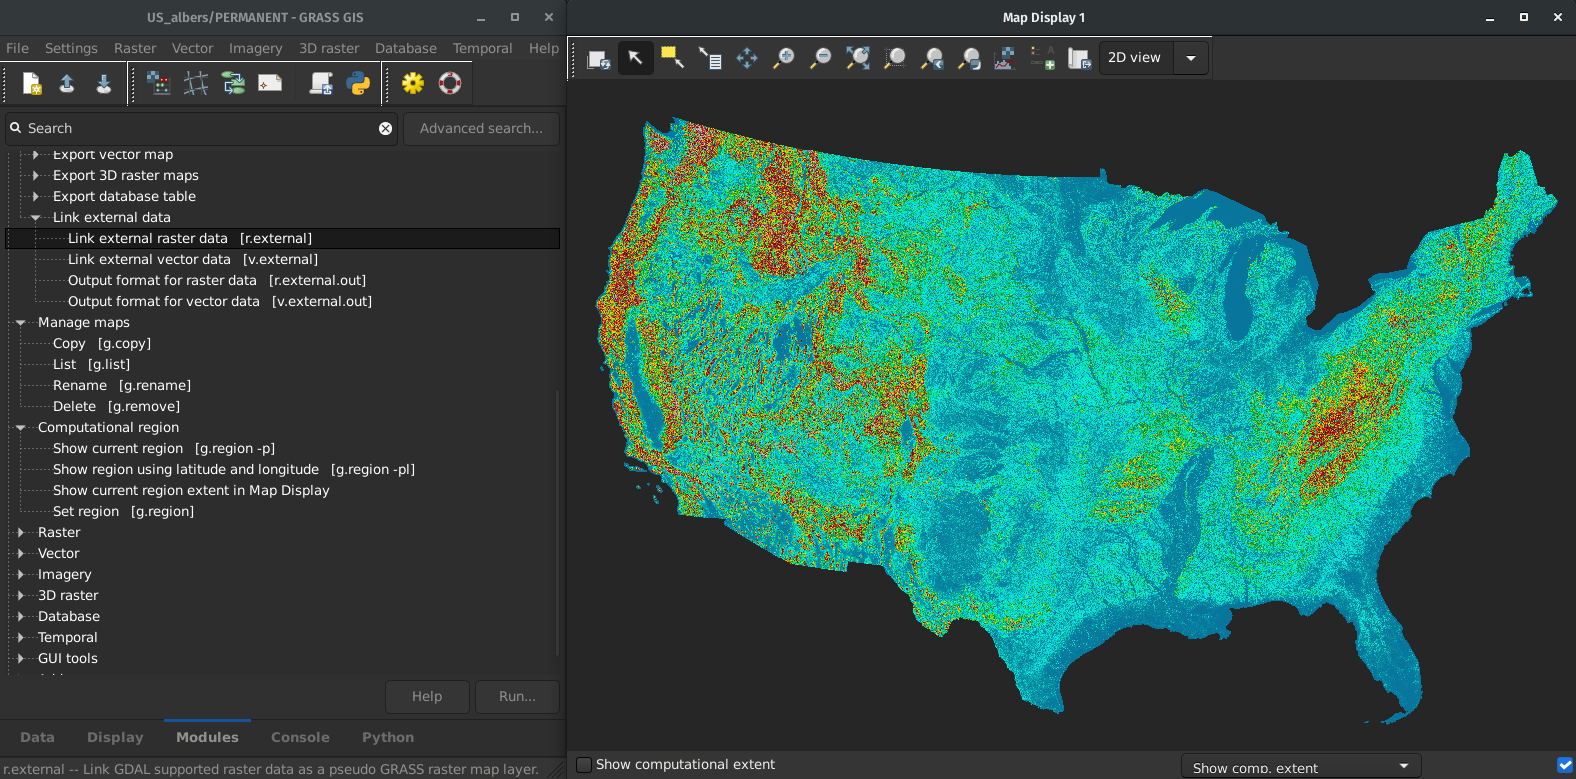 US_albers/PERMANENT - GRASS GIS
Map Display 1
File Settings Raster Vector Imagery 3D raster Database Temporal Help
2D view
Search
Advanced search...
Export vector map
Export 3D raster maps
Export database table
Link external data
Link external raster data [r.external]
Link external vector data [v.external]
Output format for raster data [r.external.out]
Output format for vector data [v.external.out]
Manage maps
Copy [g.copy]
List [g.list]
Rename [g.rename]
Delete [g.remove]
Computational region
Show current region [g.region -p]
Show region using latitude and longitude [g.region -pl]
Show current region extent in Map Display
Set region [g.region]
Raster
Vector
Imagery
3D raster
Database
Temporal
GUI tools
Help
Run...
Data Display Modules Console Python
r.external -- Link GDAL supported raster data as a pseudo GRASS raster map layer.
Show computational extent
Show comp. extent